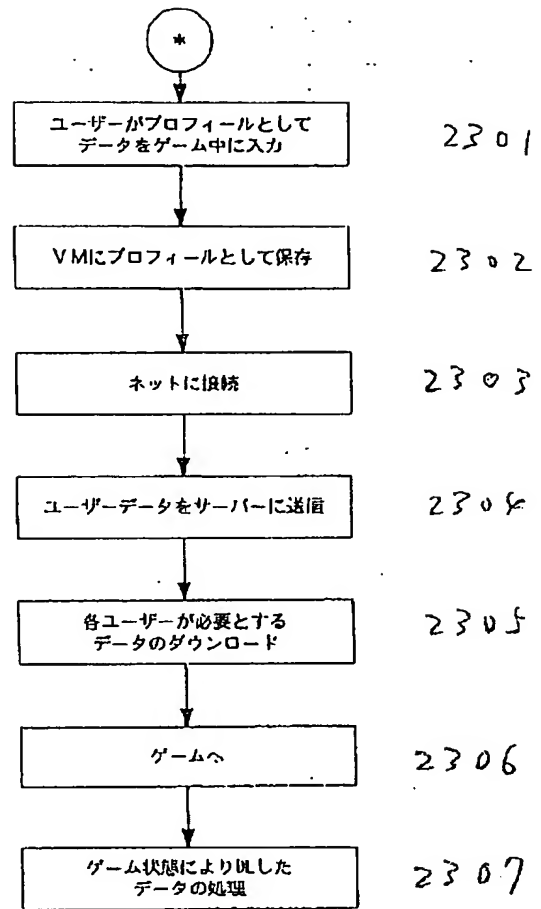 *
ユーザーがプロフィールとして
データをゲーム中に入力
2301
VMにプロフィールとして保存
2302
ネットに接続
2303
ユーザーデータをサーバーに送信
2304
各ユーザーが必要とする
データのダウンロード
2305
ゲームへ
2306
ゲーム状態により
データの処理
2307